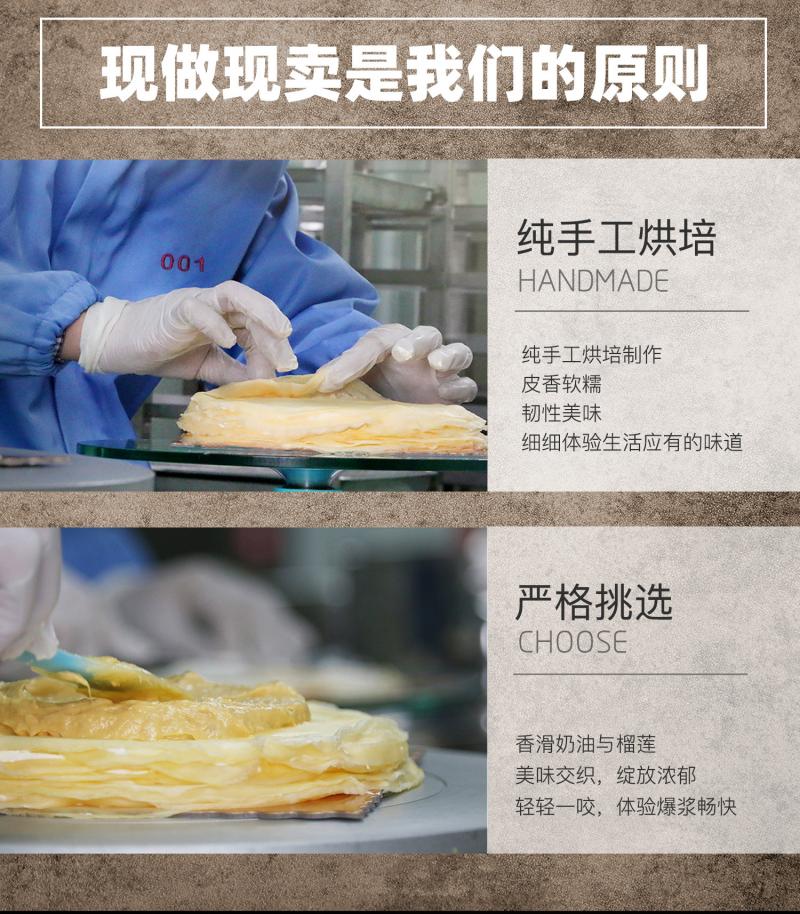 现做现卖是我们的原则
001
纯手工烘培
HANDMADE
纯手工烘培制作
皮香软糯
韧性美味
细细体验生活应有的味道
严格挑选
CHOOSE
香滑奶油与榴莲
美味交织，绽放浓郁
轻轻一咬，体验爆浆畅快